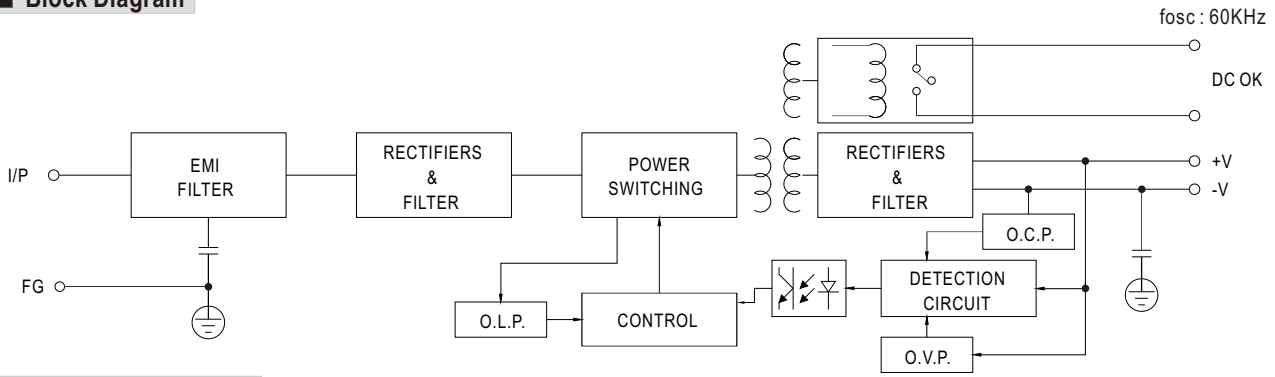 ■ Block Diagram
fosc : 60KHz
DC OK
I/P
EMI
FILTER
RECTIFIERS
&
FILTER
POWER
SWITCHING
RECTIFIERS
&
FILTER
+V
-V
O.C.P.
FG
O.L.P.
CONTROL
DETECTION
CIRCUIT
O.V.P.